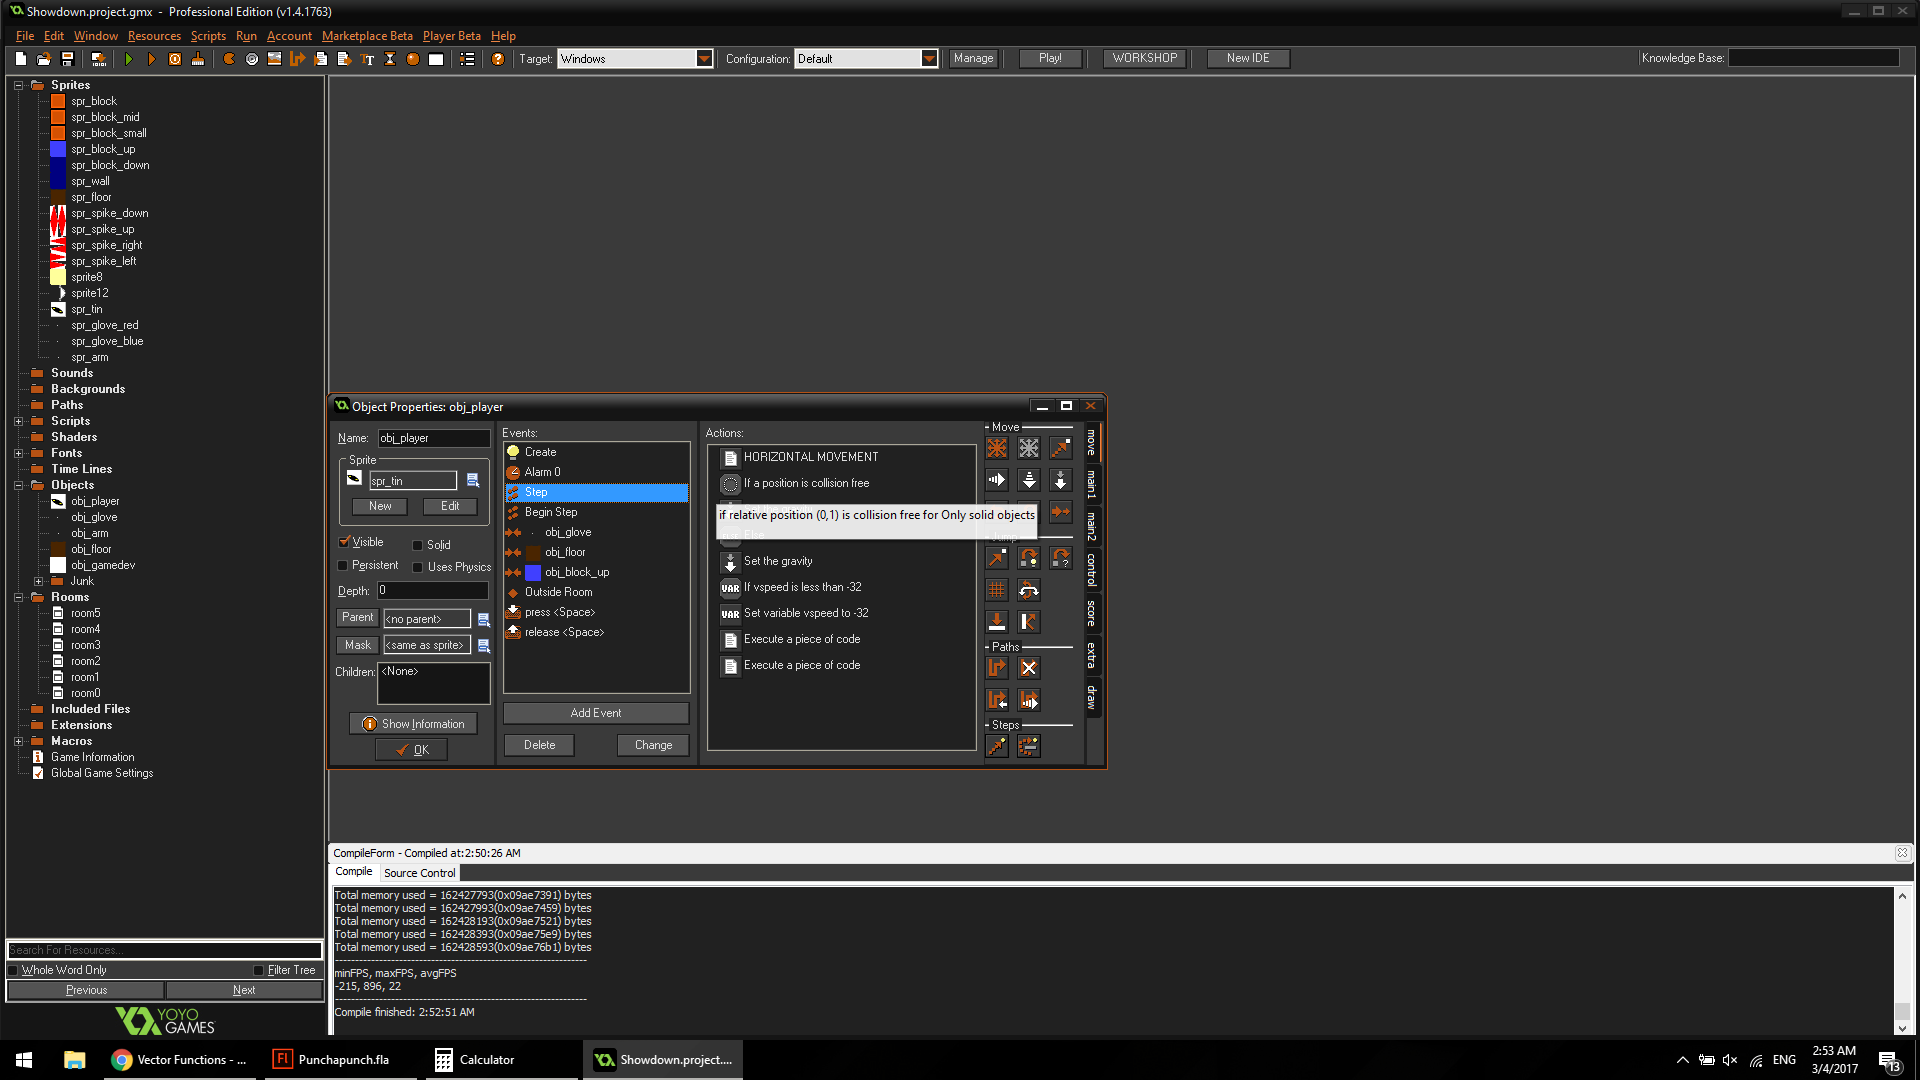 Showdown.project.gmx - Professional Edition (v1.4.1763)
File Edit Window Resources Scripts Run Account Marketplace Beta Player Beta Help
Target: Windows Configuration: Default Manage Play! WORKSHOP New IDE Knowledge Base:
Sprites
spr_block
spr_block_mid
spr_block_small
spr_block_up
spr_block_down
spr_wall
spr_floor
spr_spike_down
spr_spike_up
spr_spike_right
spr_spike_left
sprite8
sprite12
spr_tin
spr_glove_red
spr_glove_blue
spr_arm
Sounds
Backgrounds
Paths
Scripts
Shaders
Fonts
Time Lines
Objects
obj_player
obj_glove
obj_arm
obj_floor
obj_gamedev
Junk
Rooms
room5
room4
room3
room2
room1
room0
Included Files
Extensions
Macros
Game Information
Global Game Settings
Search For Resources...
Whole Word Only Filter Tree
Previous Next
YOYO
GAMES
Object Properties: obj_player
Name: obj_player
Sprite
spr_tin
New Edit
Visible Solid
Persistent Uses Physics
Depth: 0
Parent <no parent>
Mask <same as sprite>
Children: <None>
Show Information
OK
Events:
Create
Alarm 0
Step
Begin Step
obj_glove
obj_floor
obj_block_up
Outside Room
press <Space>
release <Space>
Add Event
Delete Change
Actions:
HORIZONTAL MOVEMENT
If a position is collision free
if relative position (0,1) is collision free for Only solid objects
Else
Set the gravity
VAR If vspeed is less than -32
VAR Set variable vspeed to -32
Execute a piece of code
Execute a piece of code
Move
Jump
Paths
Steps
move
main1
main2
control
score
extra
draw
CompileForm - Compiled at:2:50:26 AM
Compile Source Control
Total memory used = 162427793(0x09ae7391) bytes
Total memory used = 162427993(0x09ae7459) bytes
Total memory used = 162428193(0x09ae7521) bytes
Total memory used = 162428393(0x09ae75e9) bytes
Total memory used = 162428593(0x09ae76b1) bytes
minFPS, maxFPS, avgFPS
-215, 896, 22
Compile finished: 2:52:51 AM
Vector Functions - ... Fl Punchapunch.fla Calculator Showdown.project.... ENG 2:53 AM
3/4/2017
13